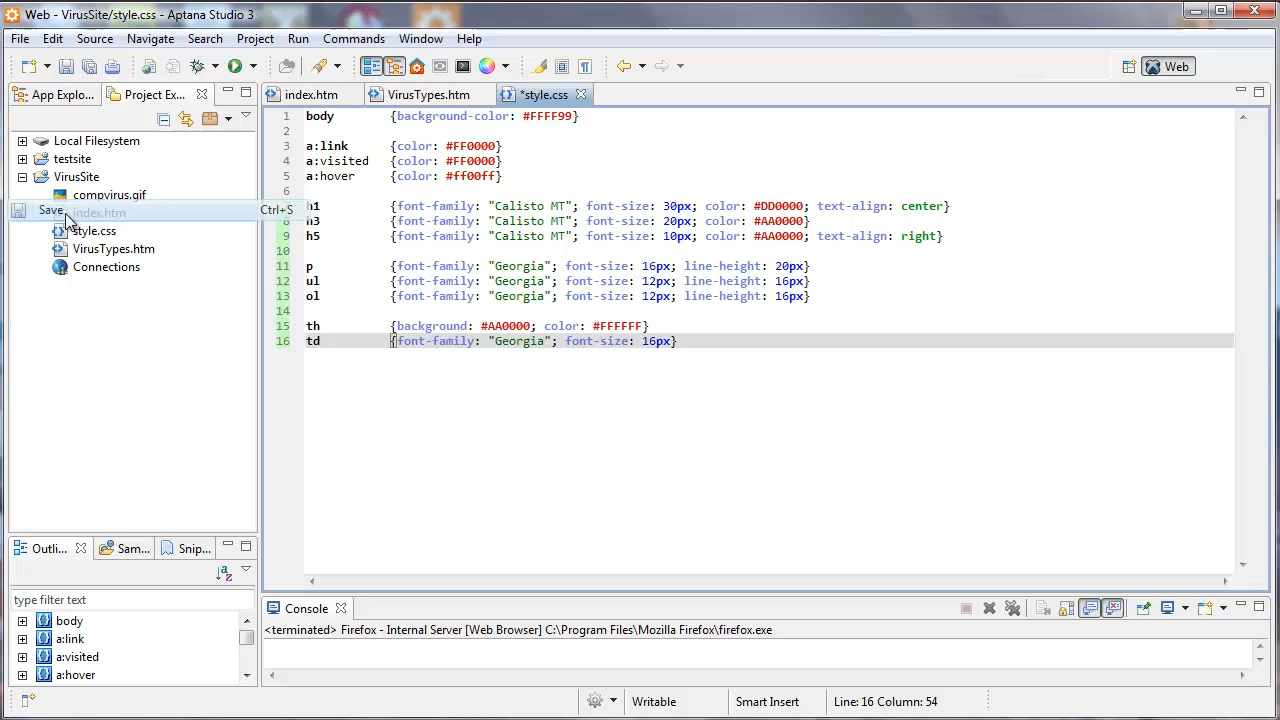 Web - VirusSite/style.css - Aptana Studio 3
File Edit Source Navigate Search Project Run Commands Window Help
Web
App Explo... Project Ex...
index.htm VirusTypes.htm *style.css
Local Filesystem
testsite
VirusSite
compvirus.gif
Save Ctrl+S
index.htm
style.css
VirusTypes.htm
Connections
1 body {background-color: #FFFF99}
2
3 a:link {color: #FF0000}
4 a:visited {color: #FF0000}
5 a:hover {color: #ff00ff}
6
h1 {font-family: "Calisto MT"; font-size: 30px; color: #DD0000; text-align: center}
8 h3 {font-family: "Calisto MT"; font-size: 20px; color: #AA0000}
9 h5 {font-family: "Calisto MT"; font-size: 10px; color: #AA0000; text-align: right}
10
11 p {font-family: "Georgia"; font-size: 16px; line-height: 20px}
12 ul {font-family: "Georgia"; font-size: 12px; line-height: 16px}
13 ol {font-family: "Georgia"; font-size: 12px; line-height: 16px}
14
15 th {background: #AA0000; color: #FFFFFF}
16 td {font-family: "Georgia"; font-size: 16px}
Outli... Sam... Snip...
type filter text
body
a:link
a:visited
a:hover
Console
<terminated> Firefox - Internal Server [Web Browser] C:\Program Files\Mozilla Firefox\firefox.exe
Writable Smart Insert Line: 16 Column: 54